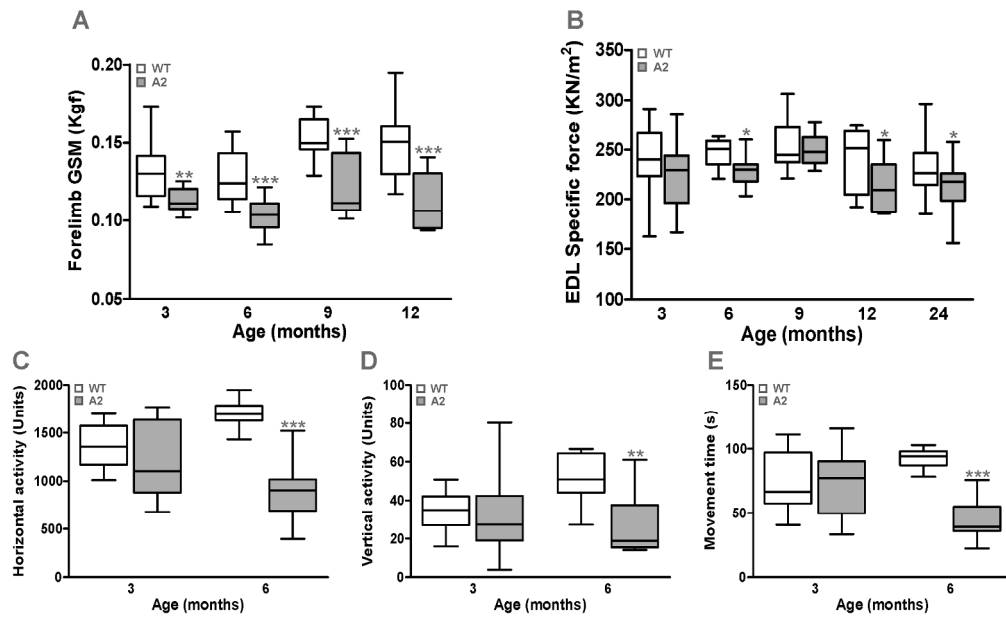 A
Forelimb GSM (Kgf)
WT
A2
0.20
0.15
0.10
0.05
**
***
***
***
3 6 9 12
Age (months)
B
EDL Specific force (KN/m²)
WT
A2
350
300
250
200
150
100
*
*
*
3 6 9 12 24
Age (months)
C
Horizontal activity (Units)
WT
A2
2000
1500
1000
500
0
***
3 6
Age (months)
D
Vertical activity (Units)
WT
A2
100
80
60
40
20
0
**
3 6
Age (months)
E
Movement time (s)
WT
A2
150
100
50
0
***
3 6
Age (months)